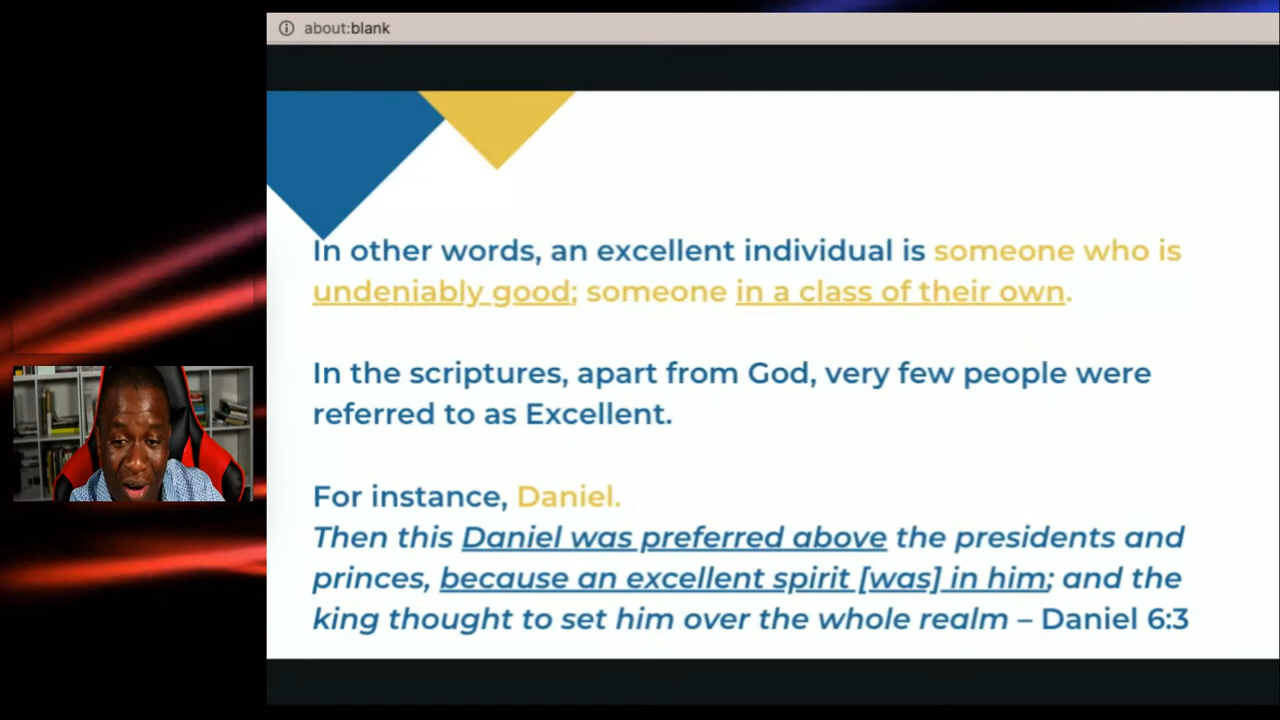 about:blank
In other words, an excellent individual is someone who is
undeniably good; someone in a class of their own.
In the scriptures, apart from God, very few people were
referred to as Excellent.
For instance, Daniel.
Then this Daniel was preferred above the presidents and
princes, because an excellent spirit [was] in him; and the
king thought to set him over the whole realm – Daniel 6:3